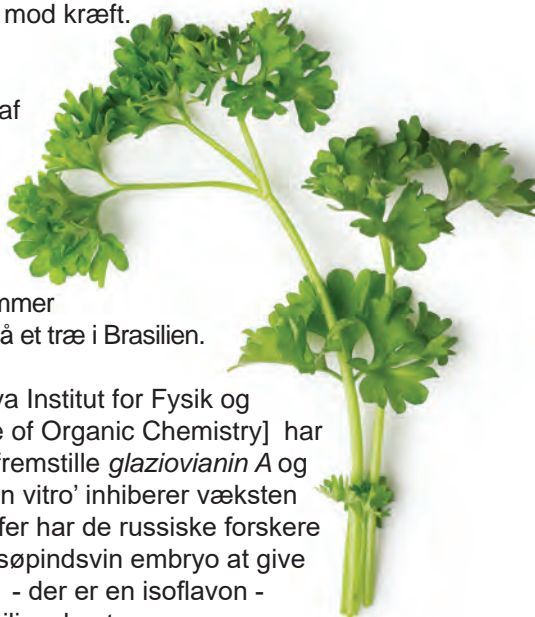 mod kræft.
af
mmer
å et træ i Brasilien.
va Institut for Fysik og
e of Organic Chemistry] har
fremstille glaziovianin A og
n vitro’ inhiberer væksten
fer har de russiske forskere
søpindsvin embryo at give
- der er en isoflavon -